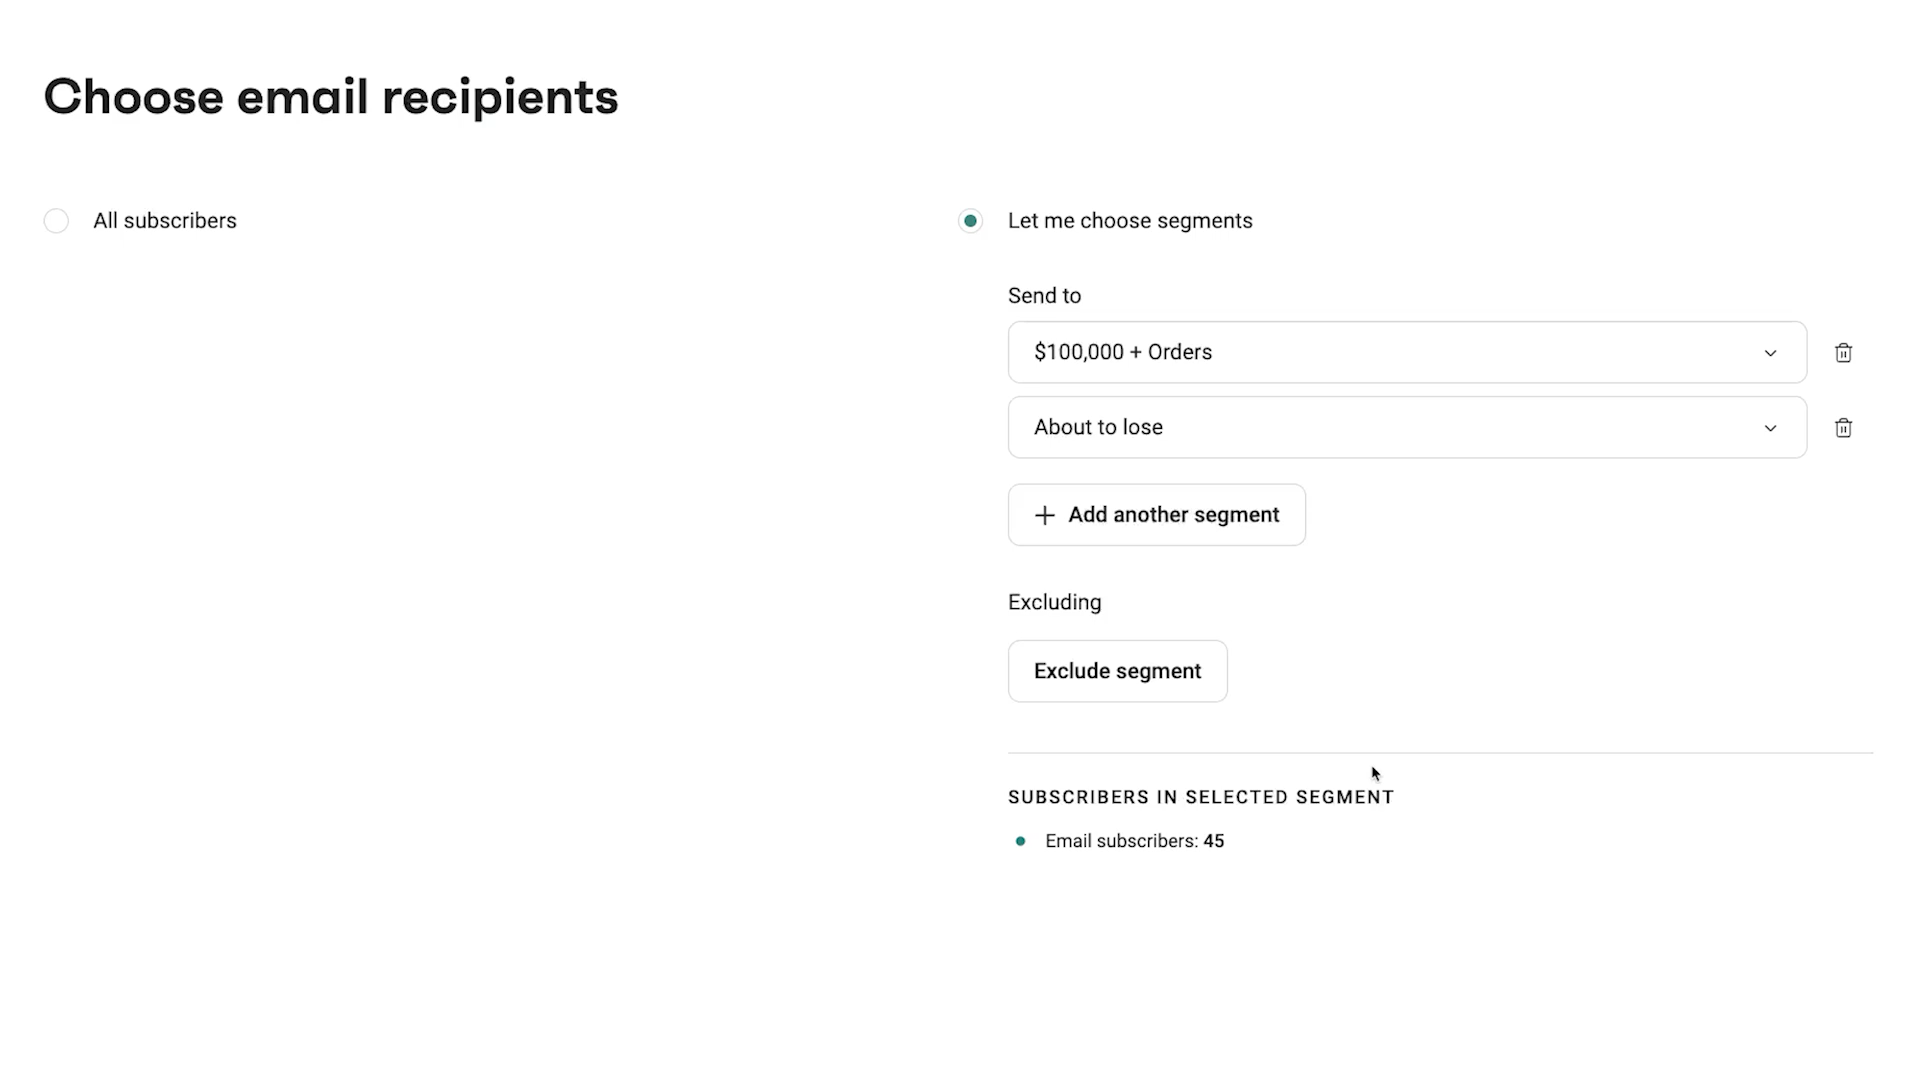 Choose email recipients
All subscribers
Let me choose segments
Send to
$100,000 + Orders
About to lose
Add another segment
Excluding
Exclude segment
SUBSCRIBERS IN SELECTED SEGMENT
Email subscribers: 45